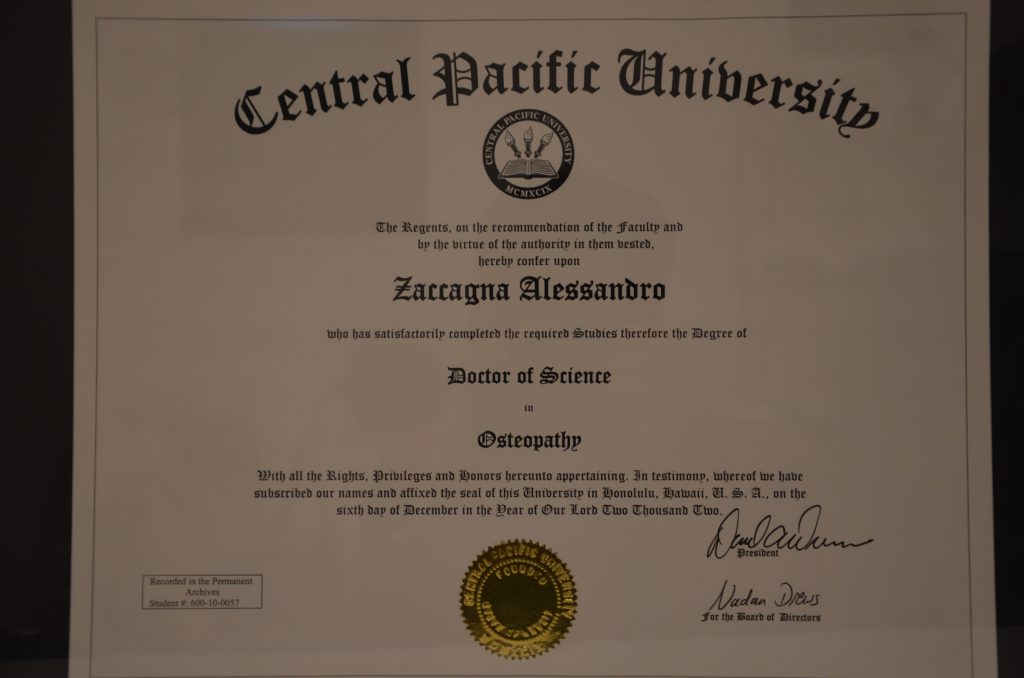 Central Pacific University
CENTRAL PACIFIC UNIVERSITY
MCMXCIX
The Regents, on the recommendation of the Faculty and
by the virtue of the authority in them vested,
hereby confer upon
Zaccagna Alessandro
who has satisfactorily completed the required Studies therefore the Degree of
Doctor of Science
in
Osteopathy
With all the Rights, Privileges and Honors hereunto appertaining. In testimony, whereof we have
subscribed our names and affixed the seal of this University in Honolulu, Hawaii, U. S. A., on the
sixth day of December in the Year of Our Lord Two Thousand Two.
President
Recorded in the Permanent
Archives
Student #: 600-10-0057
CENTRAL PACIFIC UNIVERSITY
FOUNDED
Nadan Drews
For the Board of Directors